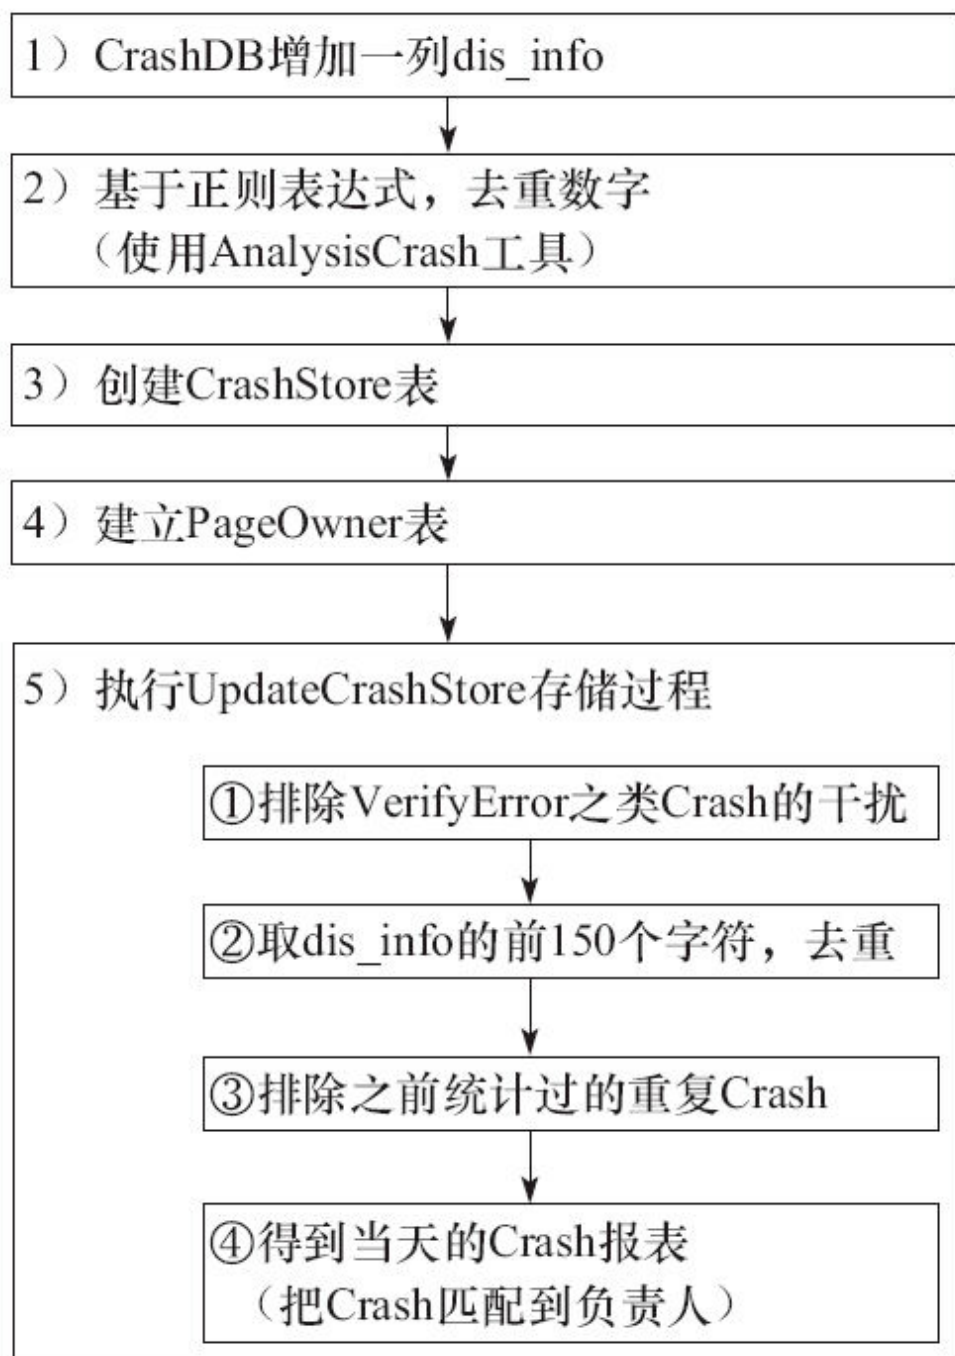 1）CrashDB增加一列dis_info
2）基于正则表达式，去重数字
（使用AnalysisCrash工具）
3）创建CrashStore表
4）建立PageOwner表
5）执行UpdateCrashStore存储过程
①排除VerifyError之类Crash的干扰
②取dis_info的前150个字符，去重
③排除之前统计过的重复Crash
④得到当天的Crash报表
（把Crash匹配到负责人）